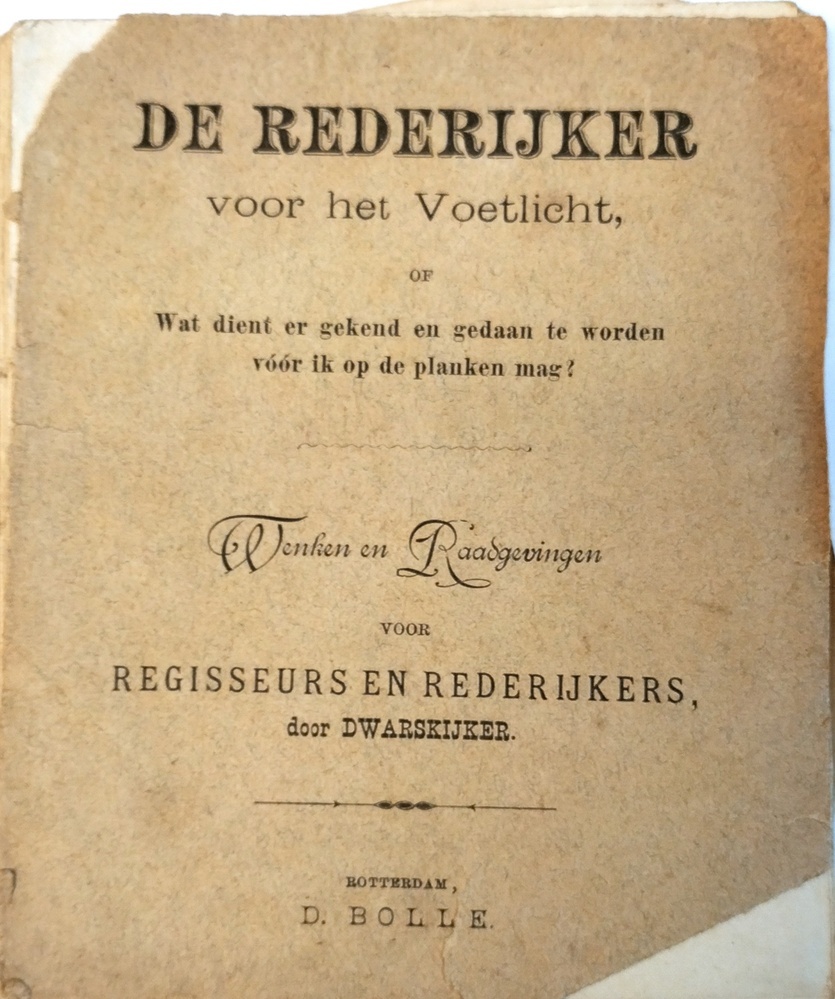 DE REDERIJKER
voor het Voetlicht,
OF
Wat dient er gekend en gedaan te worden
vóór ik op de planken mag?
Wenken en Raadgevingen
VOOR
REGISSEURS EN REDERIJKERS,
door DWARSKIJKER.
ROTTERDAM,
D. BOLLE.